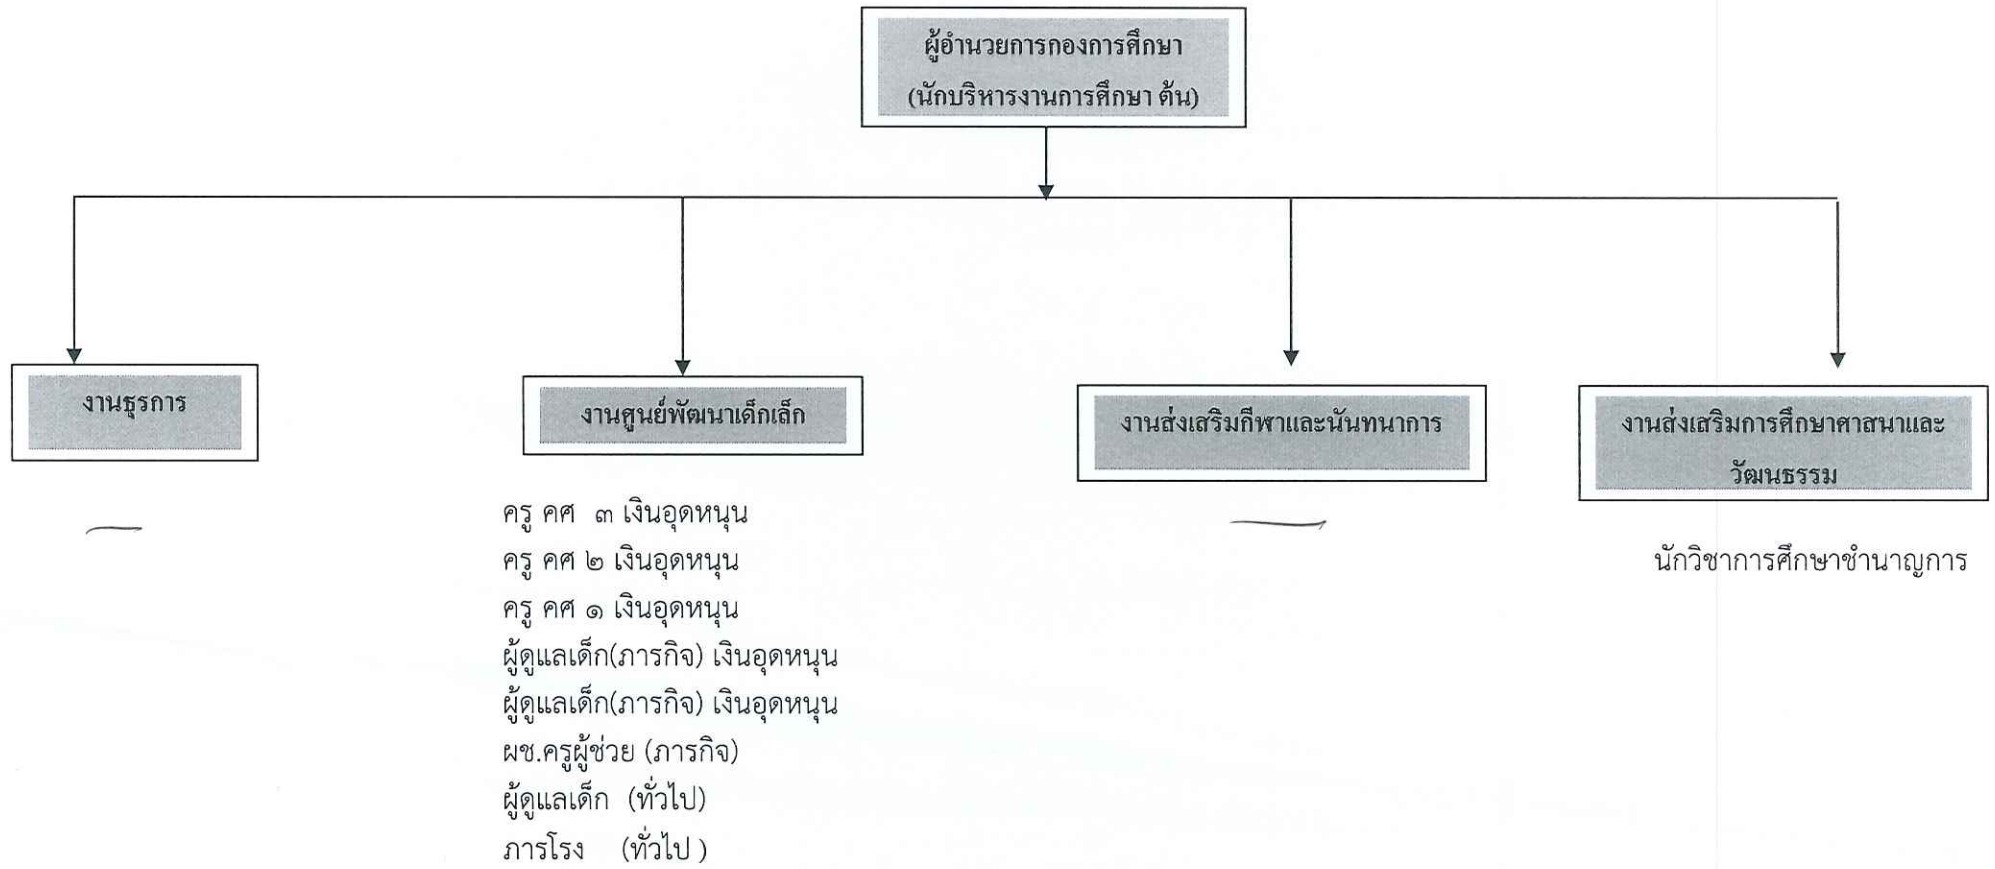 ผู้อำนวยการกองการศึกษา
(นักบริหารงานการศึกษา ต้น)
งานธุรการ
งานศูนย์พัฒนาเด็กเล็ก
งานส่งเสริมกีฬาและนันทนาการ
งานส่งเสริมการศึกษาศาสนาและ
วัฒนธรรม
ครู คศ ๓ เงินอุดหนุน
ครู คศ ๒ เงินอุดหนุน
ครู คศ ๑ เงินอุดหนุน
ผู้ดูแลเด็ก(ภารกิจ) เงินอุดหนุน
ผู้ดูแลเด็ก(ภารกิจ) เงินอุดหนุน
ผช.ครูผู้ช่วย (ภารกิจ)
ผู้ดูแลเด็ก (ทั่วไป)
ภารโรง (ทั่วไป )
นักวิชาการศึกษาชำนาญการ